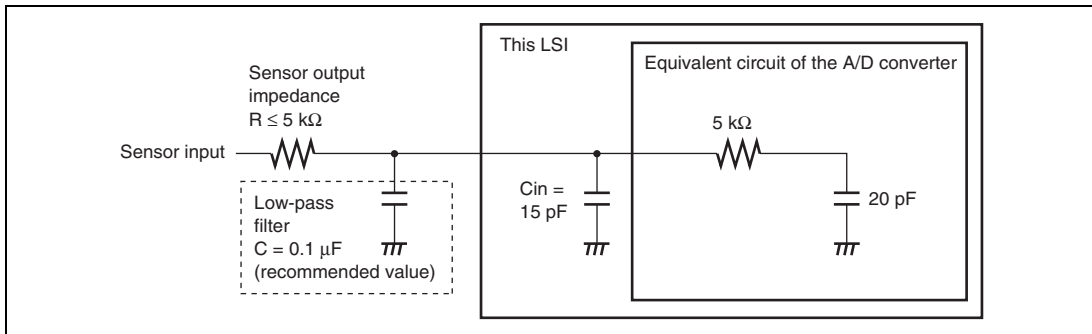 This LSI
Equivalent circuit of the A/D converter
Sensor output
impedance
R ≤ 5 kΩ
5 kΩ
Sensor input
Low-pass
filter
C = 0.1 μF
(recommended value)
Cin =
15 pF
20 pF